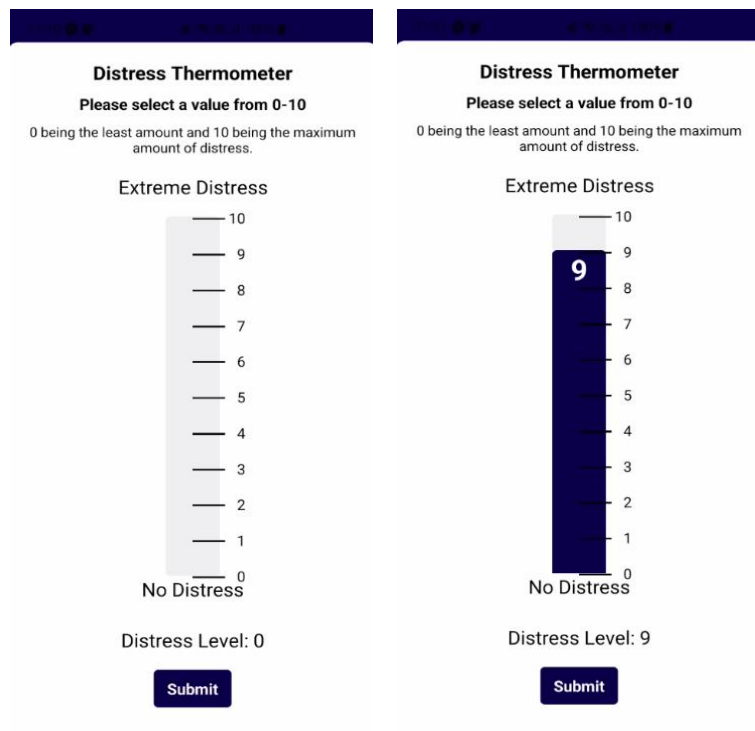 Distress Thermometer
Please select a value from 0-10
0 being the least amount and 10 being the maximum
amount of distress.
Extreme Distress
10
9
8
7
6
5
4
3
2
1
0
No Distress
Distress Level: 0
Submit
Distress Thermometer
Please select a value from 0-10
0 being the least amount and 10 being the maximum
amount of distress.
Extreme Distress
10
9
9
8
7
6
5
4
3
2
1
0
No Distress
Distress Level: 9
Submit